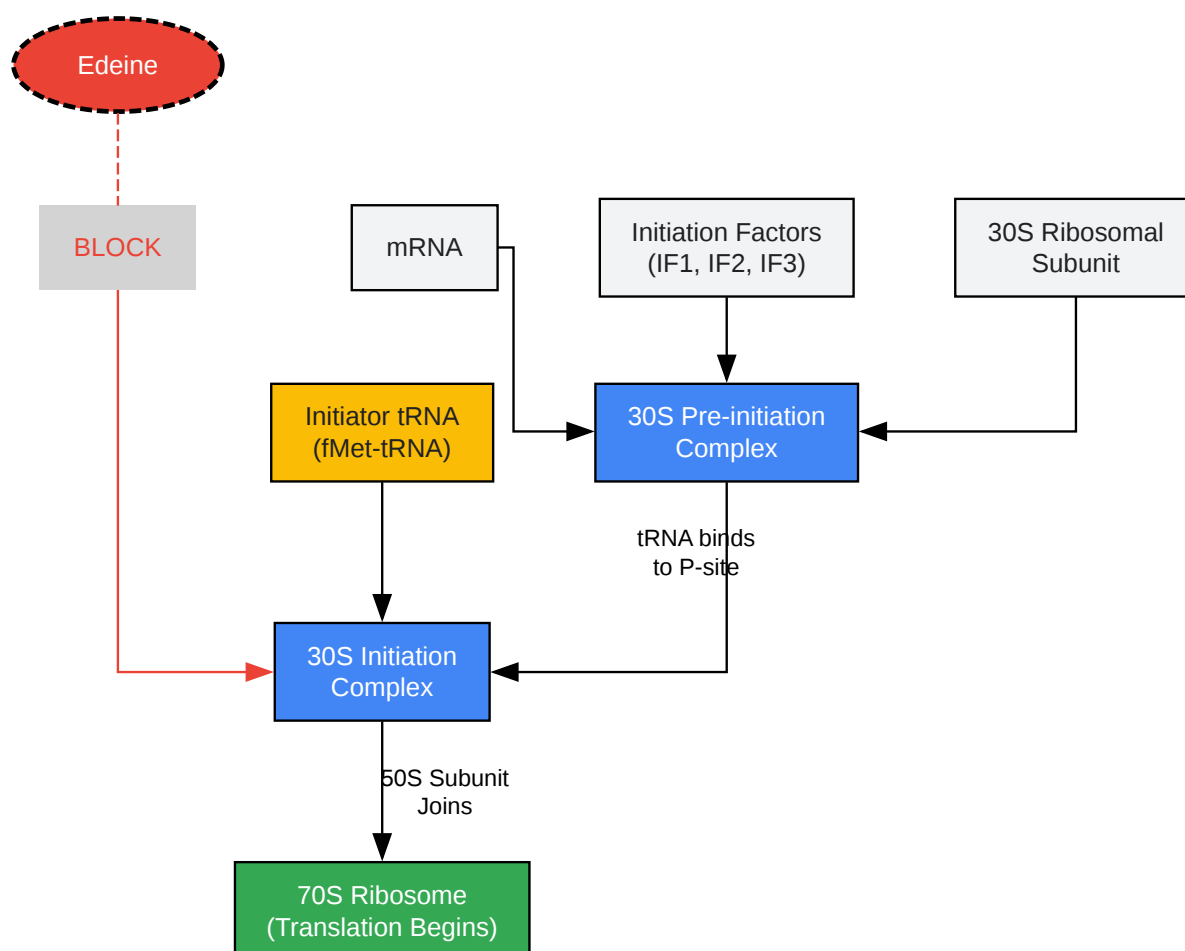 Edeine
BLOCK
mRNA
Initiation Factors
(IF1, IF2, IF3)
30S Ribosomal
Subunit
Initiator tRNA
(fMet-tRNA)
30S Pre-initiation
Complex
tRNA binds
to P-site
30S Initiation
Complex
50S Subunit
Joins
70S Ribosome
(Translation Begins)